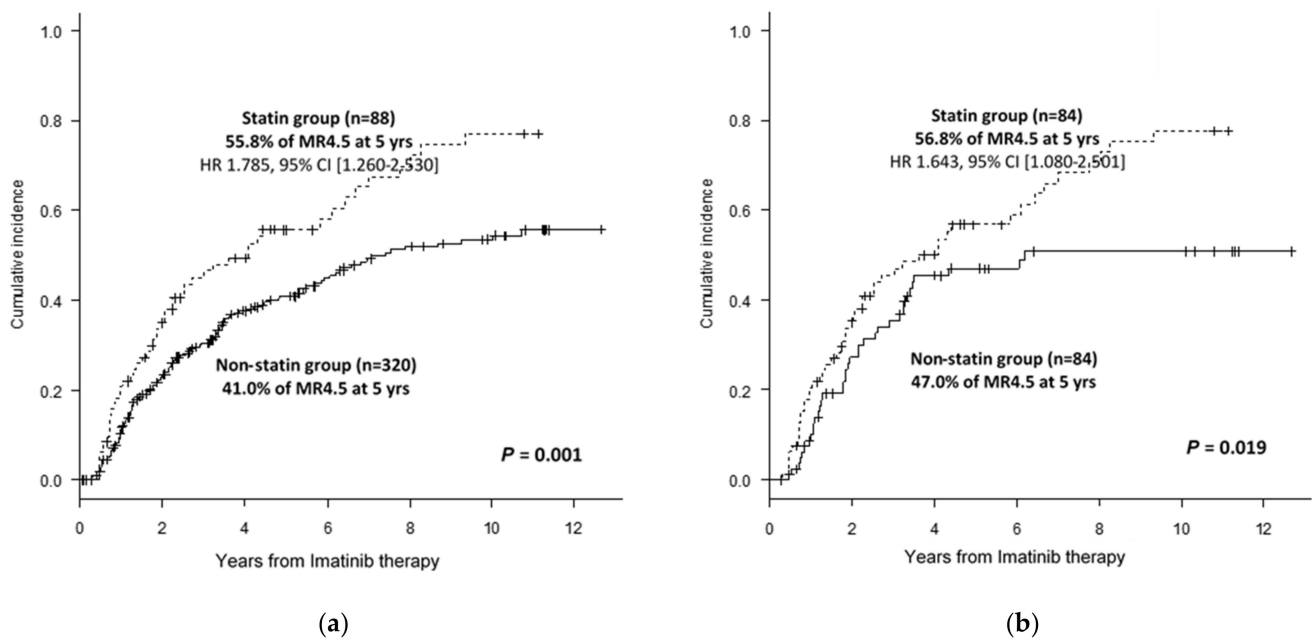 1.0
0.8
0.6
0.4
0.2
0.0
Cumulative incidence
Statin group (n=88)
55.8% of MR4.5 at 5 yrs
HR 1.785, 95% CI [1.260-2.530]
Non-statin group (n=320)
41.0% of MR4.5 at 5 yrs
P = 0.001
0 2 4 6 8 10 12
Years from Imatinib therapy
(a)
1.0
0.8
0.6
0.4
0.2
0.0
Cumulative incidence
Statin group (n=84)
56.8% of MR4.5 at 5 yrs
HR 1.643, 95% CI [1.080-2.501]
Non-statin group (n=84)
47.0% of MR4.5 at 5 yrs
P = 0.019
0 2 4 6 8 10 12
Years from Imatinib therapy
(b)